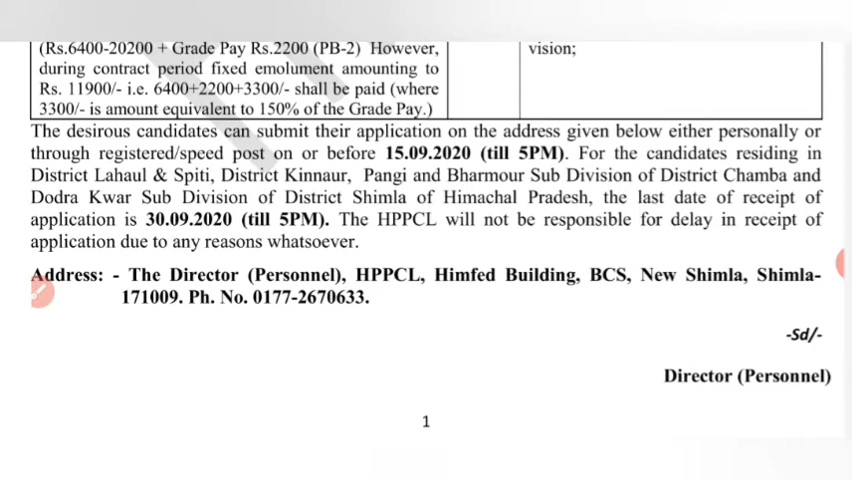 (Rs.6400-20200 + Grade Pay Rs.2200 (PB-2) However,
vision;
during contract period fixed emolument amounting to
Rs. 11900/- i.e. 6400+2200+3300/- shall be paid (where
3300/- is amount equivalent to 150% of the Grade Pay.)
The desirous candidates can submit their application on the address given below either personally or
through registered/speed post on or before 15.09.2020 (till 5PM). For the candidates residing in
District Lahaul & Spiti, District Kinnaur, Pangi and Bharmour Sub Division of District Chamba and
Dodra Kwar Sub Division of District Shimla of Himachal Pradesh, the last date of receipt of
application is 30.09.2020 (till 5PM). The HPPCL will not be responsible for delay in receipt of
application due to any reasons whatsoever.
Address: - The Director (Personnel), HPPCL, Himfed Building, BCS, New Shimla, Shimla-
171009. Ph. No. 0177-2670633.
-Sd/-
Director (Personnel)
1